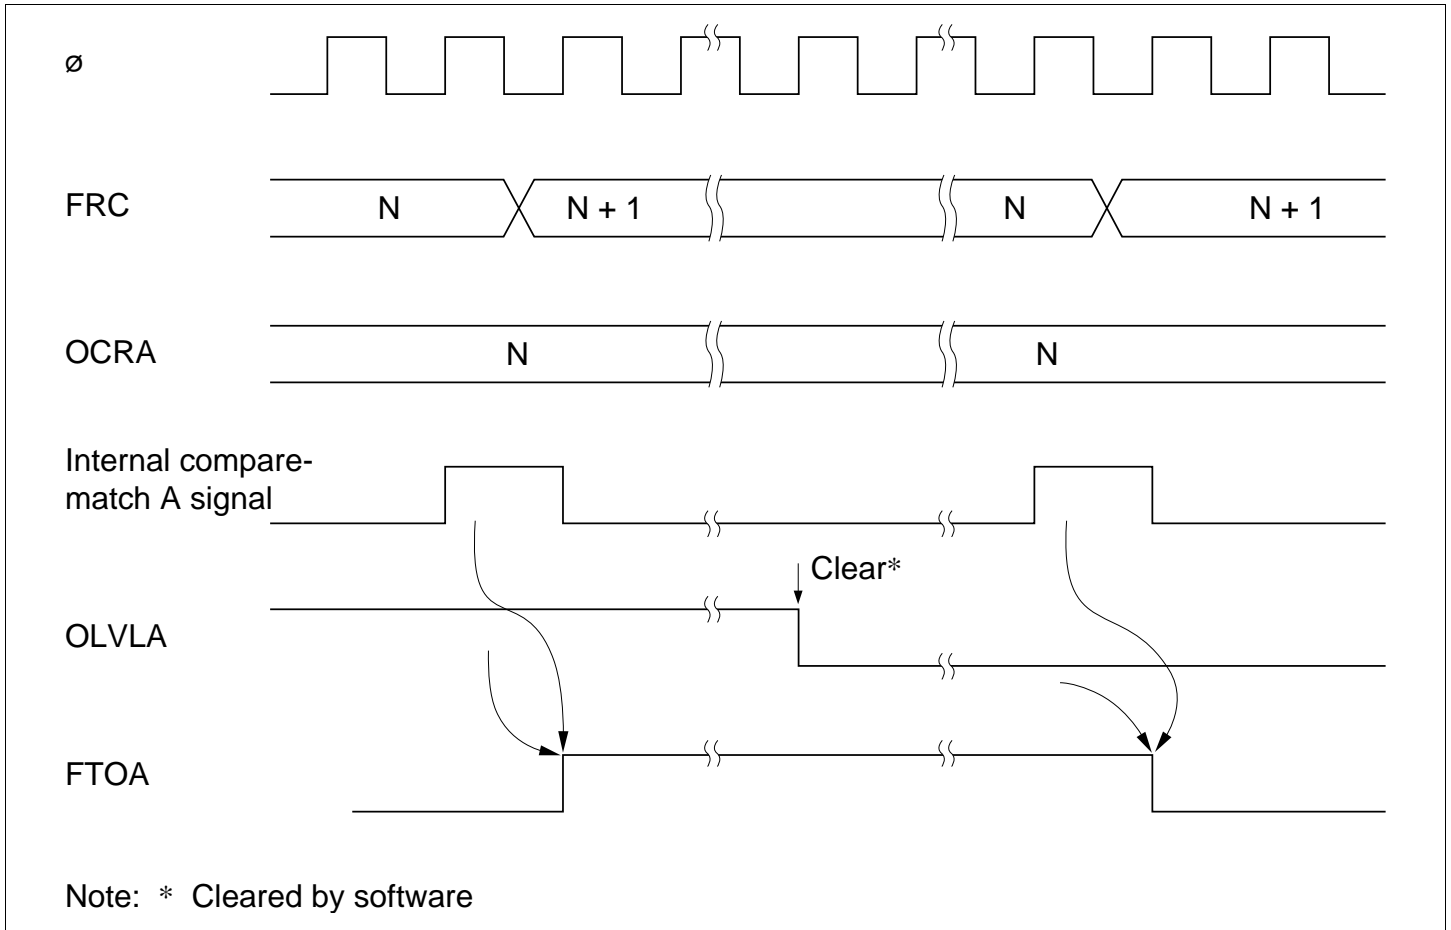 ø
FRC
N
N + 1
N
N + 1
OCRA
N
N
Internal compare-
match A signal
Clear*
OLVLA
FTOA
Note: * Cleared by software